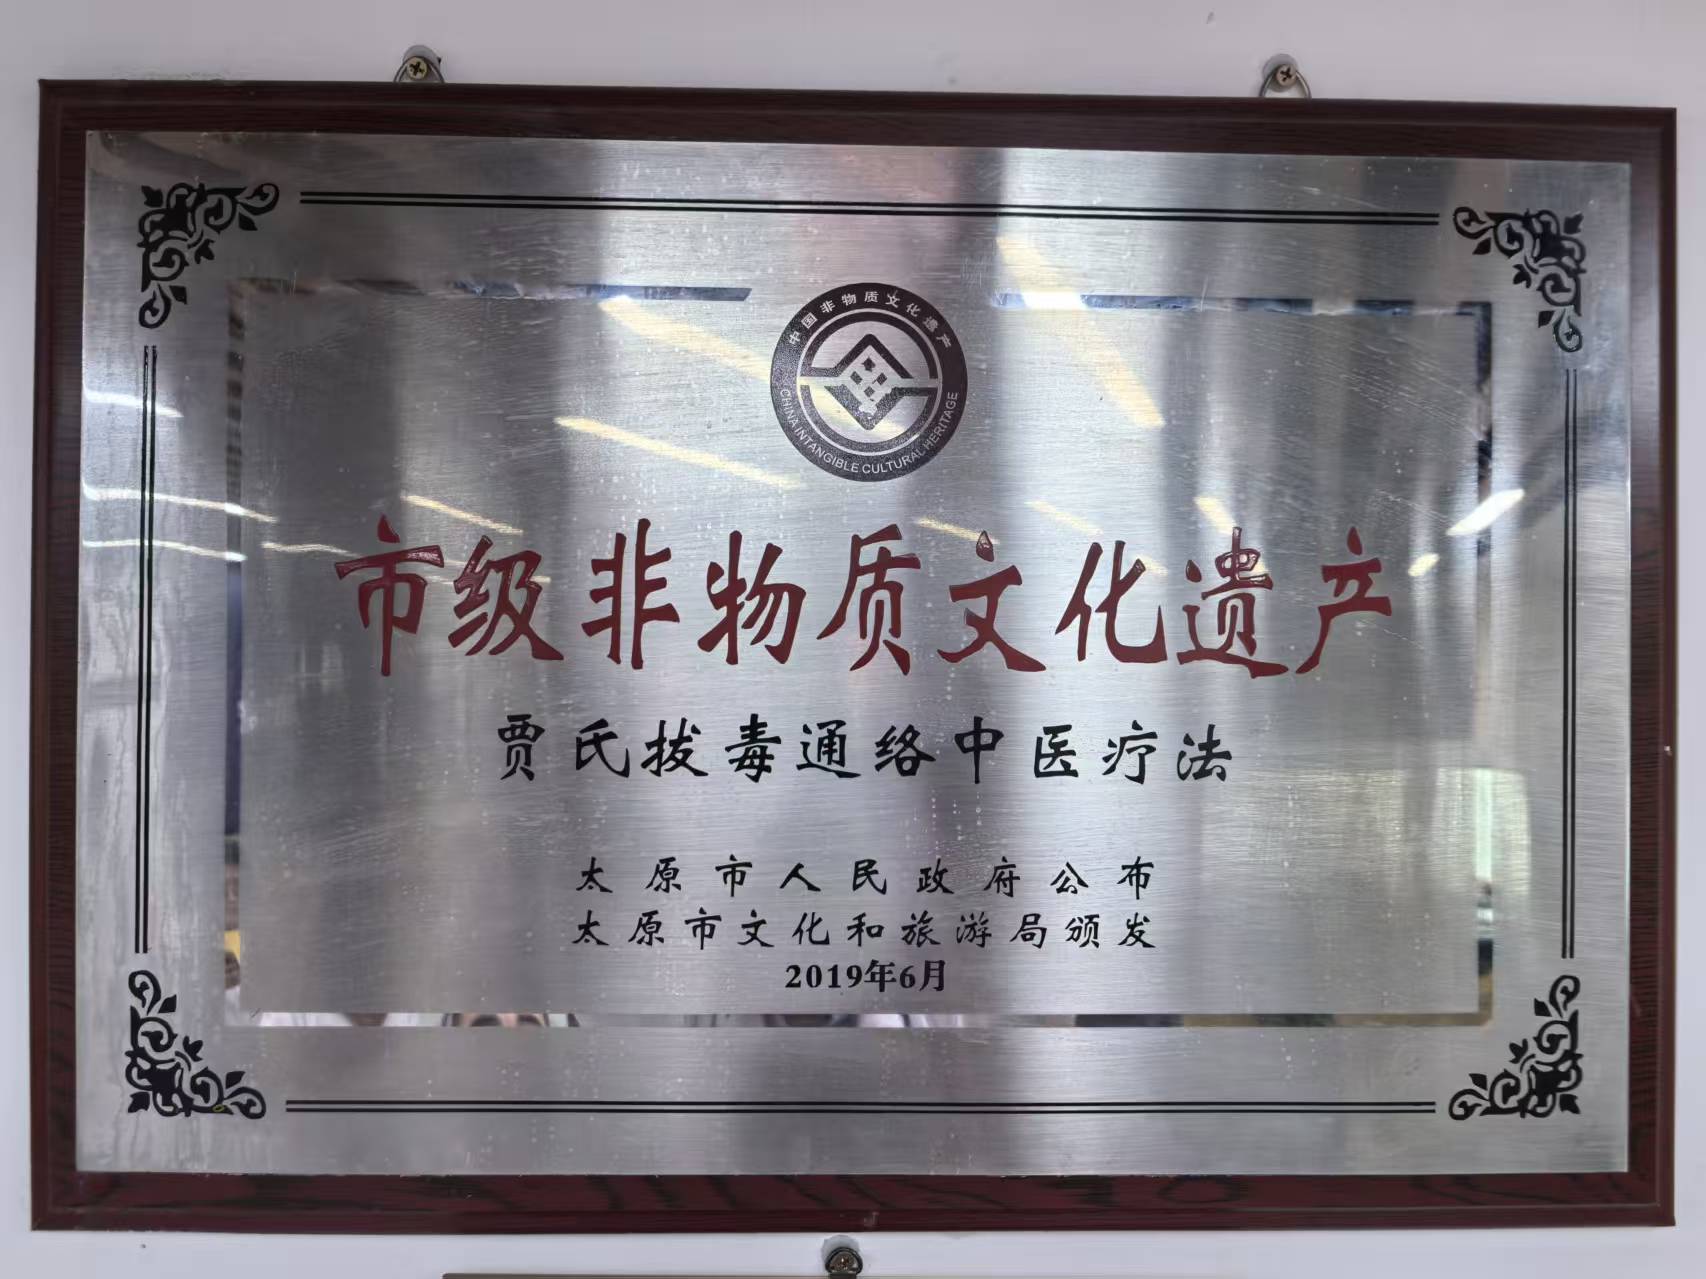 中国非物质文化遗产
CHINA INTANGIBLE CULTURAL HERITAGE
市级非物质文化遗产
贾氏拔毒通络中医疗法
太原市人民政府公布
太原市文化和旅游局颁发
2019年6月